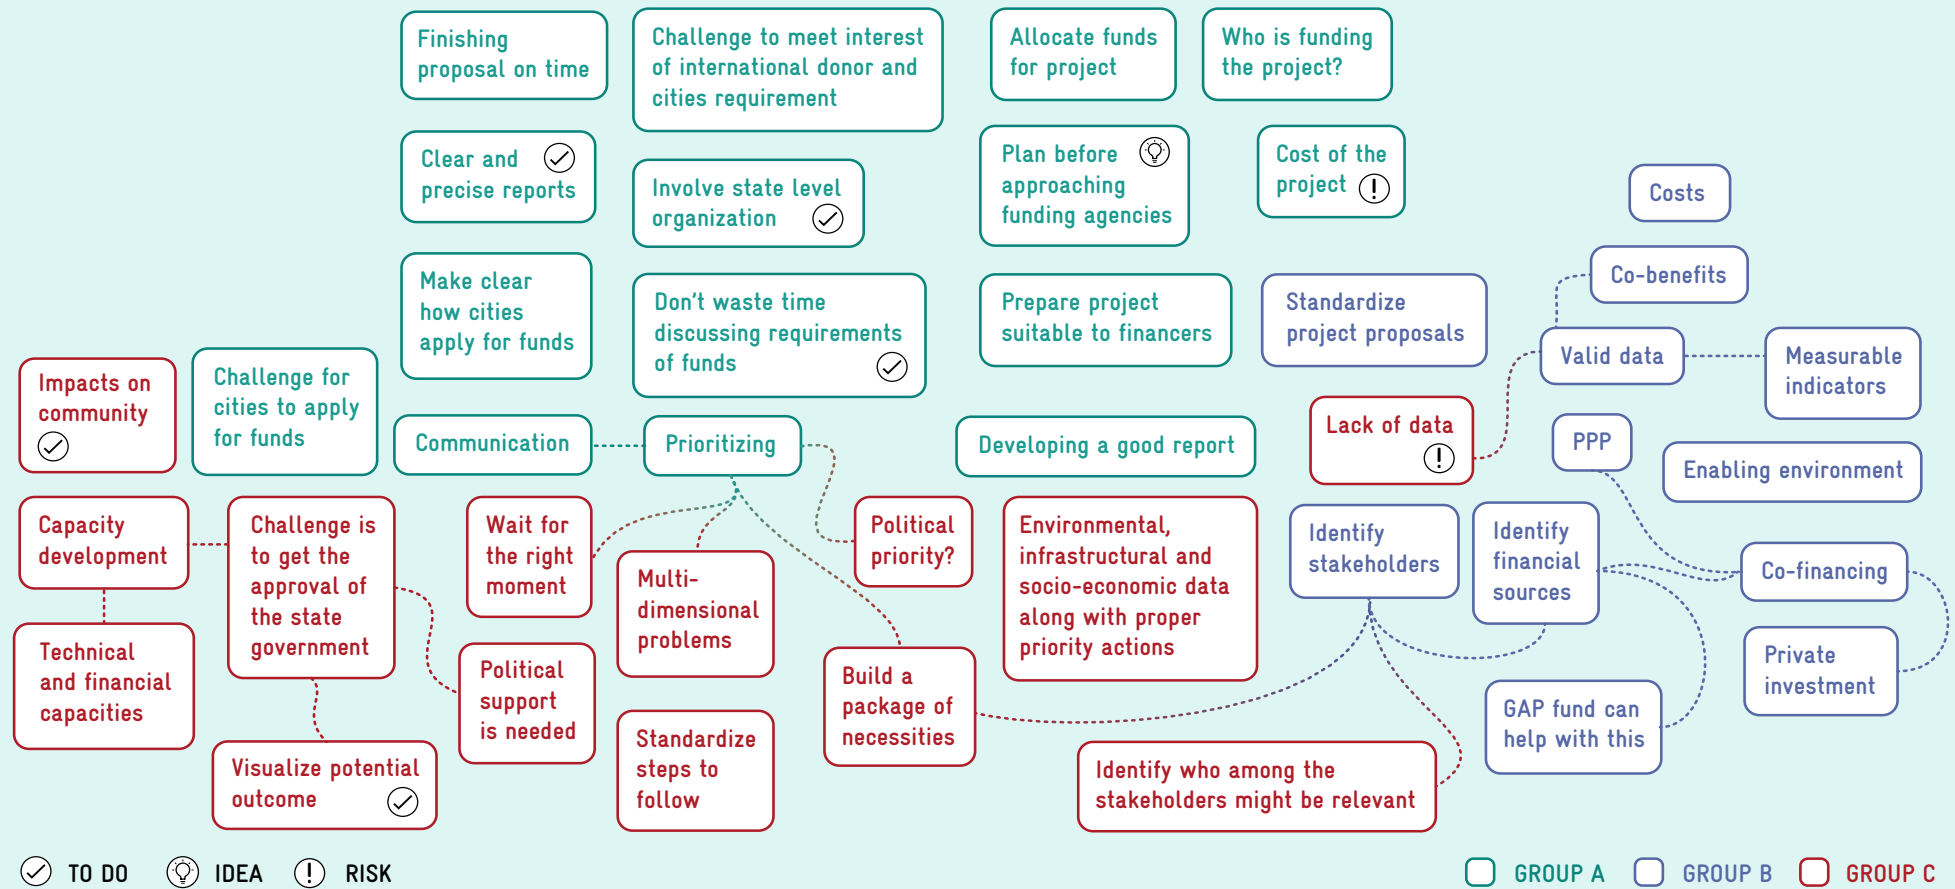 Finishing
proposal on time
Challenge to meet interest
of international donor and
cities requirement
Allocate funds
for project
Who is funding
the project?
Clear and
precise reports
Involve state level
organization
Plan before
approaching
funding agencies
Cost of the
project
Costs
Co-benefits
Make clear
how cities
apply for funds
Don't waste time
discussing requirements
of funds
Prepare project
suitable to financers
Standardize
project proposals
Valid data
Measurable
indicators
Impacts on
community
Challenge for
cities to apply
for funds
Communication
Prioritizing
Developing a good report
Lack of data
PPP
Enabling environment
Capacity
development
Challenge is
to get the
approval of
the state
government
Wait for
the right
moment
Multi-
dimensional
problems
Political
priority?
Environmental,
infrastructural and
socio-economic data
along with proper
priority actions
Identify
stakeholders
Identify
financial
sources
Co-financing
Technical
and financial
capacities
Political
support
is needed
Build a
package of
necessities
Private
investment
GAP fund can
help with this
Visualize potential
outcome
Standardize
steps to
follow
Identify who among the
stakeholders might be relevant
TO DO
IDEA
RISK
GROUP A
GROUP B
GROUP C